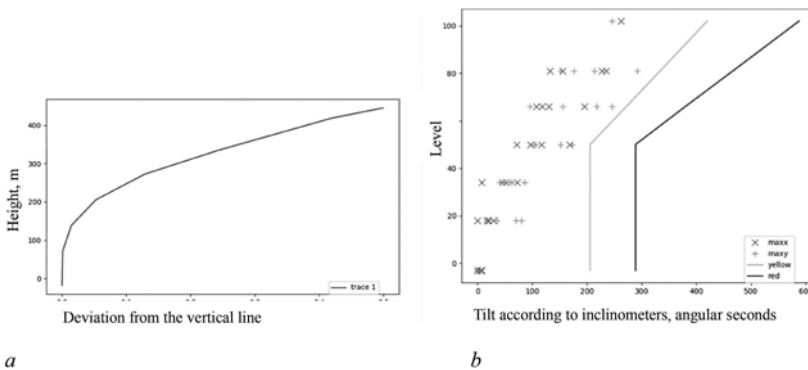 400
300
200
100
0
Height, m
trace 1
Deviation from the vertical line
a
100
80
60
40
20
0
Level
maxx
maxy
yellow
red
0 100 200 300 400 500 600
Tilt according to inclinometers, angular seconds
b